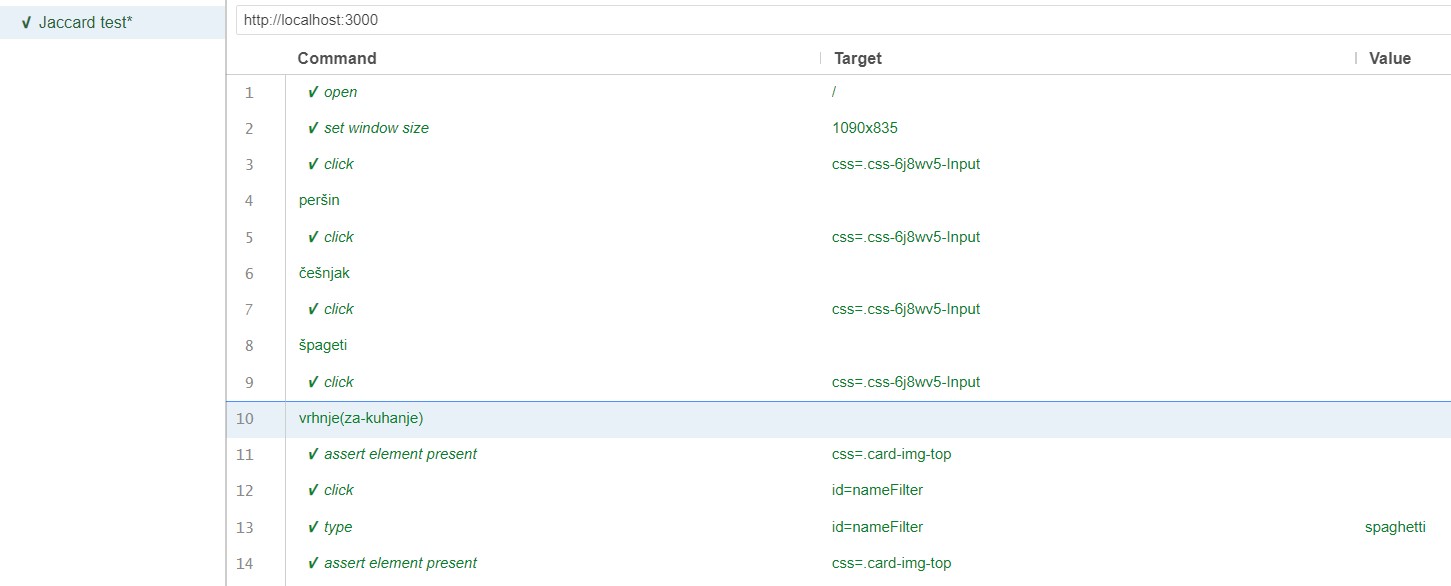 ✓ Jaccard test*
http://localhost:3000
Command Target Value
1 ✓ open /
2 ✓ set window size 1090x835
3 ✓ click css=.css-6j8wv5-Input
4 peršin
5 ✓ click css=.css-6j8wv5-Input
6 češnjak
7 ✓ click css=.css-6j8wv5-Input
8 špageti
9 ✓ click css=.css-6j8wv5-Input
10 vrhnje(za-kuhanje)
11 ✓ assert element present css=.card-img-top
12 ✓ click id=nameFilter
13 ✓ type id=nameFilter spaghetti
14 ✓ assert element present css=.card-img-top